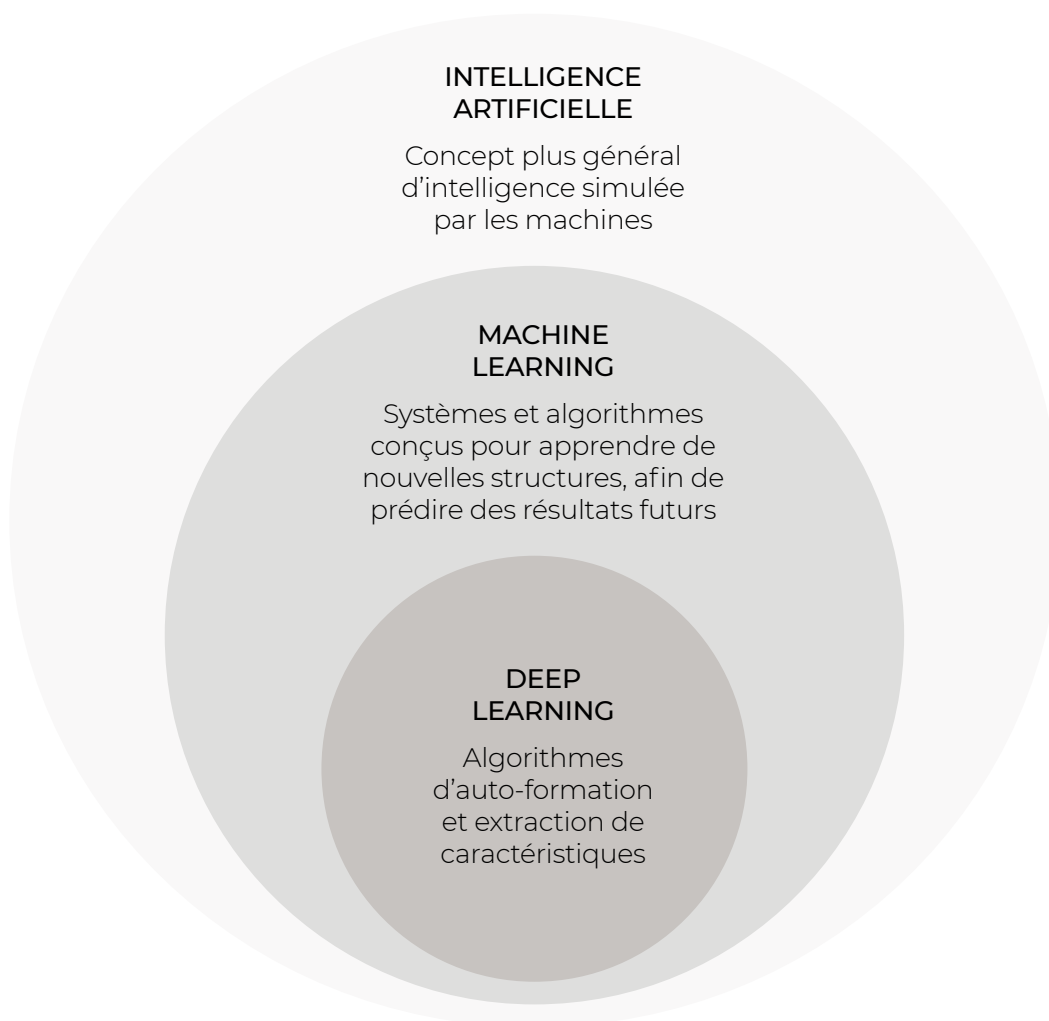 INTELLIGENCE
ARTIFICIELLE
Concept plus général
d’intelligence simulée
par les machines
MACHINE
LEARNING
Systèmes et algorithmes
conçus pour apprendre de
nouvelles structures, afin de
prédire des résultats futurs
DEEP
LEARNING
Algorithmes
d’auto-formation
et extraction de
caractéristiques